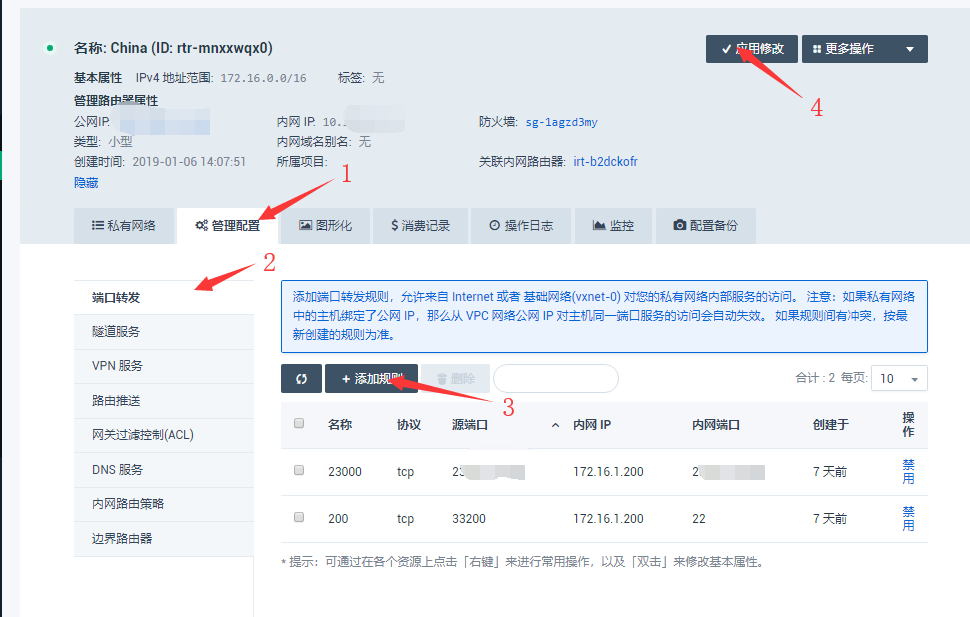 名称: China (ID: rtr-mnxxwqx0)
应用修改 更多操作
基本属性 IPv4 地址范围: 172.16.0.0/16 标签: 无
管理路由器属性
公网IP: 内网 IP: 10. 防火墙: sg-1agzd3my
4
类型: 小型 内网域名别名: 无
创建时间: 2019-01-06 14:07:51 所属项目: 关联内网路由器: irt-b2dckofr
隐藏
1
私有网络 管理配置 图形化 $ 消费记录 操作日志 监控 配置备份
2
端口转发
隧道服务
VPN 服务
路由推送
网关过滤控制(ACL)
DNS 服务
内网路由策略
边界路由器
添加端口转发规则，允许来自 Internet 或者 基础网络(vxnet-0) 对您的私有网络内部服务的访问。 注意：如果私有网络
中的主机绑定了公网 IP，那么从 VPC 网络公网 IP 对主机同一端口服务的访问会自动失效。 如果规则间有冲突，按最
新创建的规则为准。
+ 添加规则 删除 合计 : 2 每页: 10
3
名称 协议 源端口 内网 IP 内网端口 创建于 操作
23000 tcp 23 172.16.1.200 2 7 天前 禁用
200 tcp 33200 172.16.1.200 22 7 天前 禁用
* 提示：可通过在各个资源上点击「右键」来进行常用操作，以及「双击」来修改基本属性。